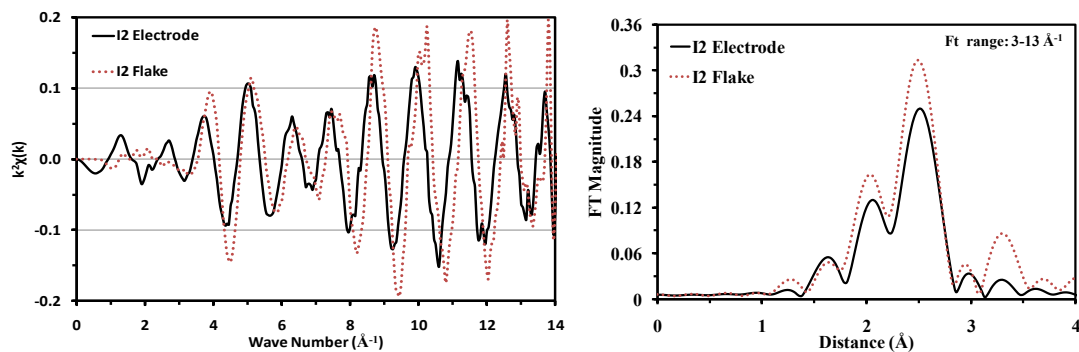 0.2
0.1
0.0
-0.1
-0.2
k²χ(k)
I2 Electrode
I2 Flake
0 2 4 6 8 10 12 14
Wave Number (Å⁻¹)
0.36
0.3
0.24
0.18
0.12
0.06
0
FT Magnitude
I2 Electrode
I2 Flake
Ft range: 3-13 Å⁻¹
0 1 2 3 4
Distance (Å)